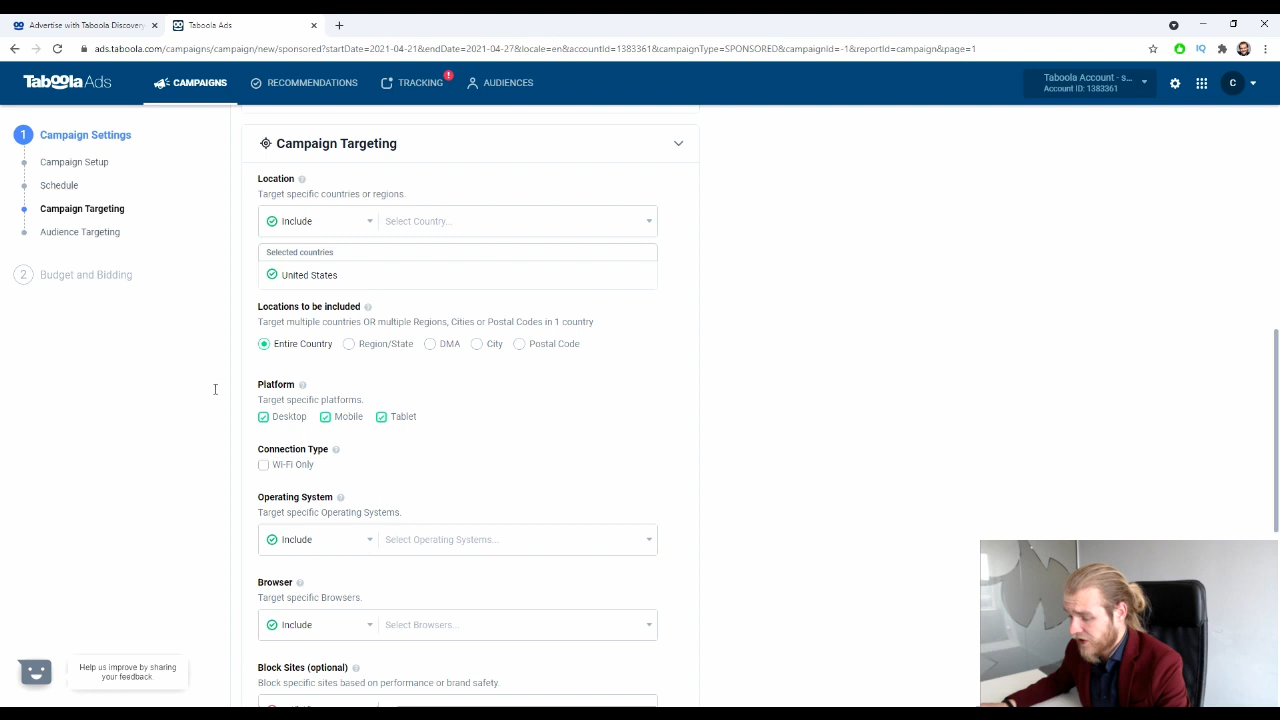 Advertise with Taboola Discovery
Taboola Ads
ads.taboola.com/campaigns/campaign/new/sponsored?startDate=2021-04-21&endDate=2021-04-27&locale=en&accountId=1383361&campaignType=SPONSORED&campaignId=-1&reportId=campaign&page=1
IQ
Taboola Ads
CAMPAIGNS
RECOMMENDATIONS
TRACKING
!
AUDIENCES
Taboola Account - s...
Account ID: 1383361
C
1 Campaign Settings
Campaign Setup
Schedule
Campaign Targeting
Audience Targeting
2 Budget and Bidding
Campaign Targeting
Location ?
Target specific countries or regions.
Include Select Country...
Selected countries
United States
Locations to be included ?
Target multiple countries OR multiple Regions, Cities or Postal Codes in 1 country
Entire Country Region/State DMA City Postal Code
Platform ?
Target specific platforms.
Desktop Mobile Tablet
Connection Type ?
Wi-Fi Only
Operating System ?
Target specific Operating Systems.
Include Select Operating Systems...
Browser ?
Target specific Browsers.
Include Select Browsers...
Block Sites (optional) ?
Block specific sites based on performance or brand safety.
Help us improve by sharing
your feedback.